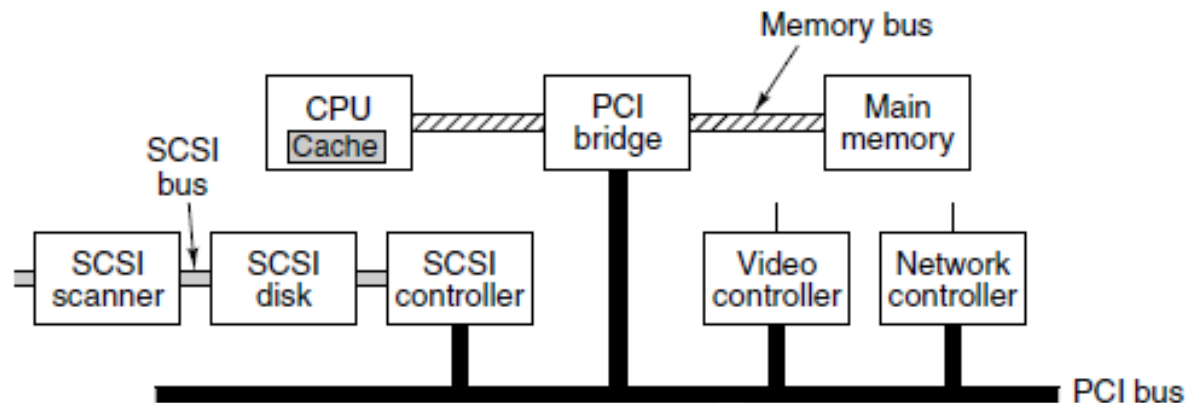 Memory bus
CPU
Cache
PCI
bridge
Main
memory
SCSI
bus
SCSI
scanner
SCSI
disk
SCSI
controller
Video
controller
Network
controller
PCI bus